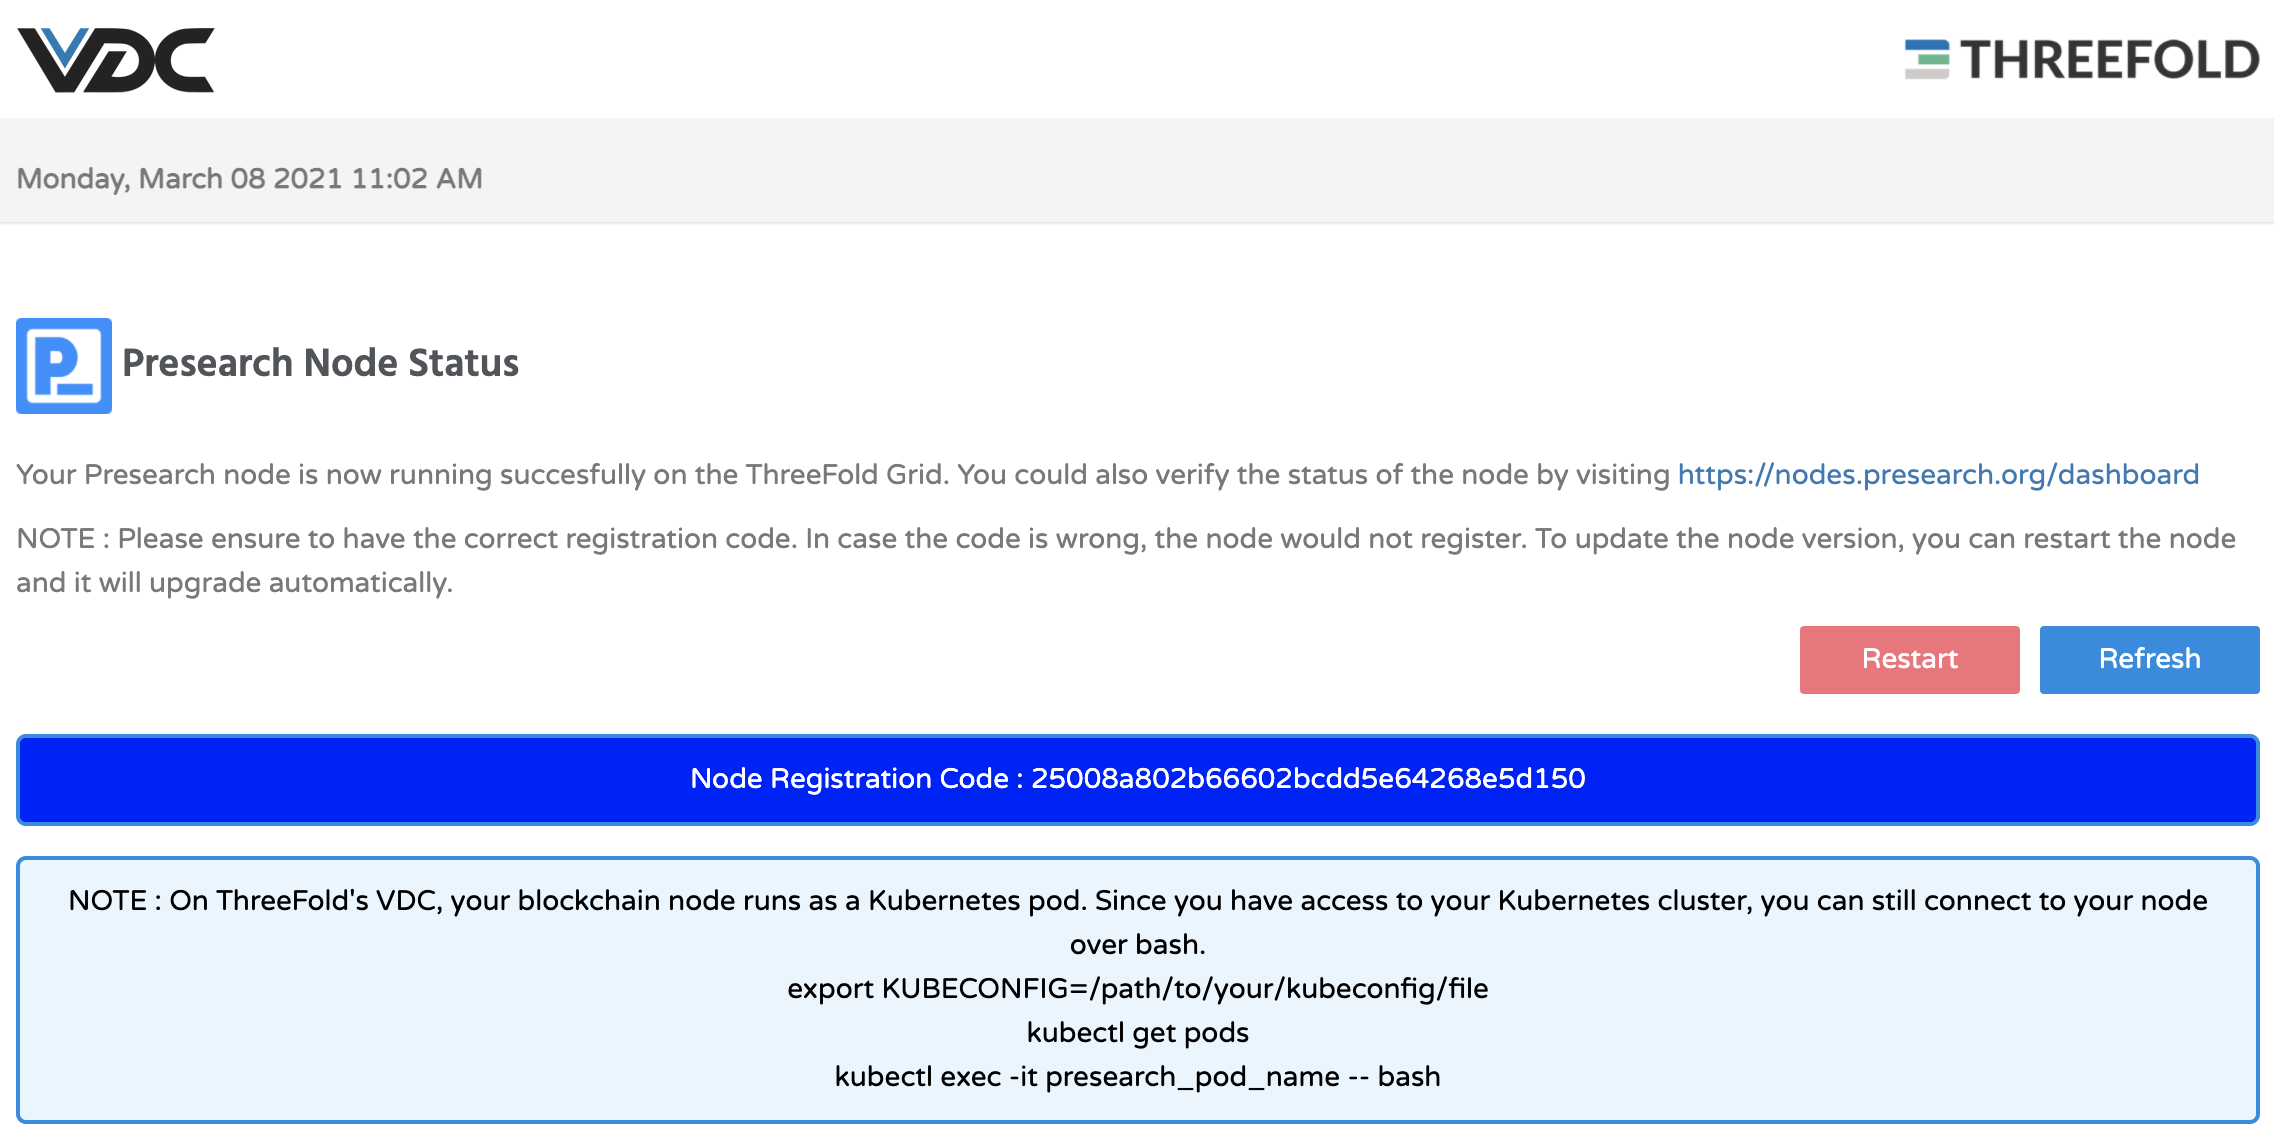 VDC
THREEFOLD
Monday, March 08 2021 11:02 AM
Presearch Node Status
Your Presearch node is now running succesfully on the ThreeFold Grid. You could also verify the status of the node by visiting https://nodes.presearch.org/dashboard
NOTE : Please ensure to have the correct registration code. In case the code is wrong, the node would not register. To update the node version, you can restart the node
and it will upgrade automatically.
Restart Refresh
Node Registration Code : 25008a802b66602bcdd5e64268e5d150
NOTE : On ThreeFold's VDC, your blockchain node runs as a Kubernetes pod. Since you have access to your Kubernetes cluster, you can still connect to your node
over bash.
export KUBECONFIG=/path/to/your/kubeconfig/file
kubectl get pods
kubectl exec -it presearch_pod_name -- bash